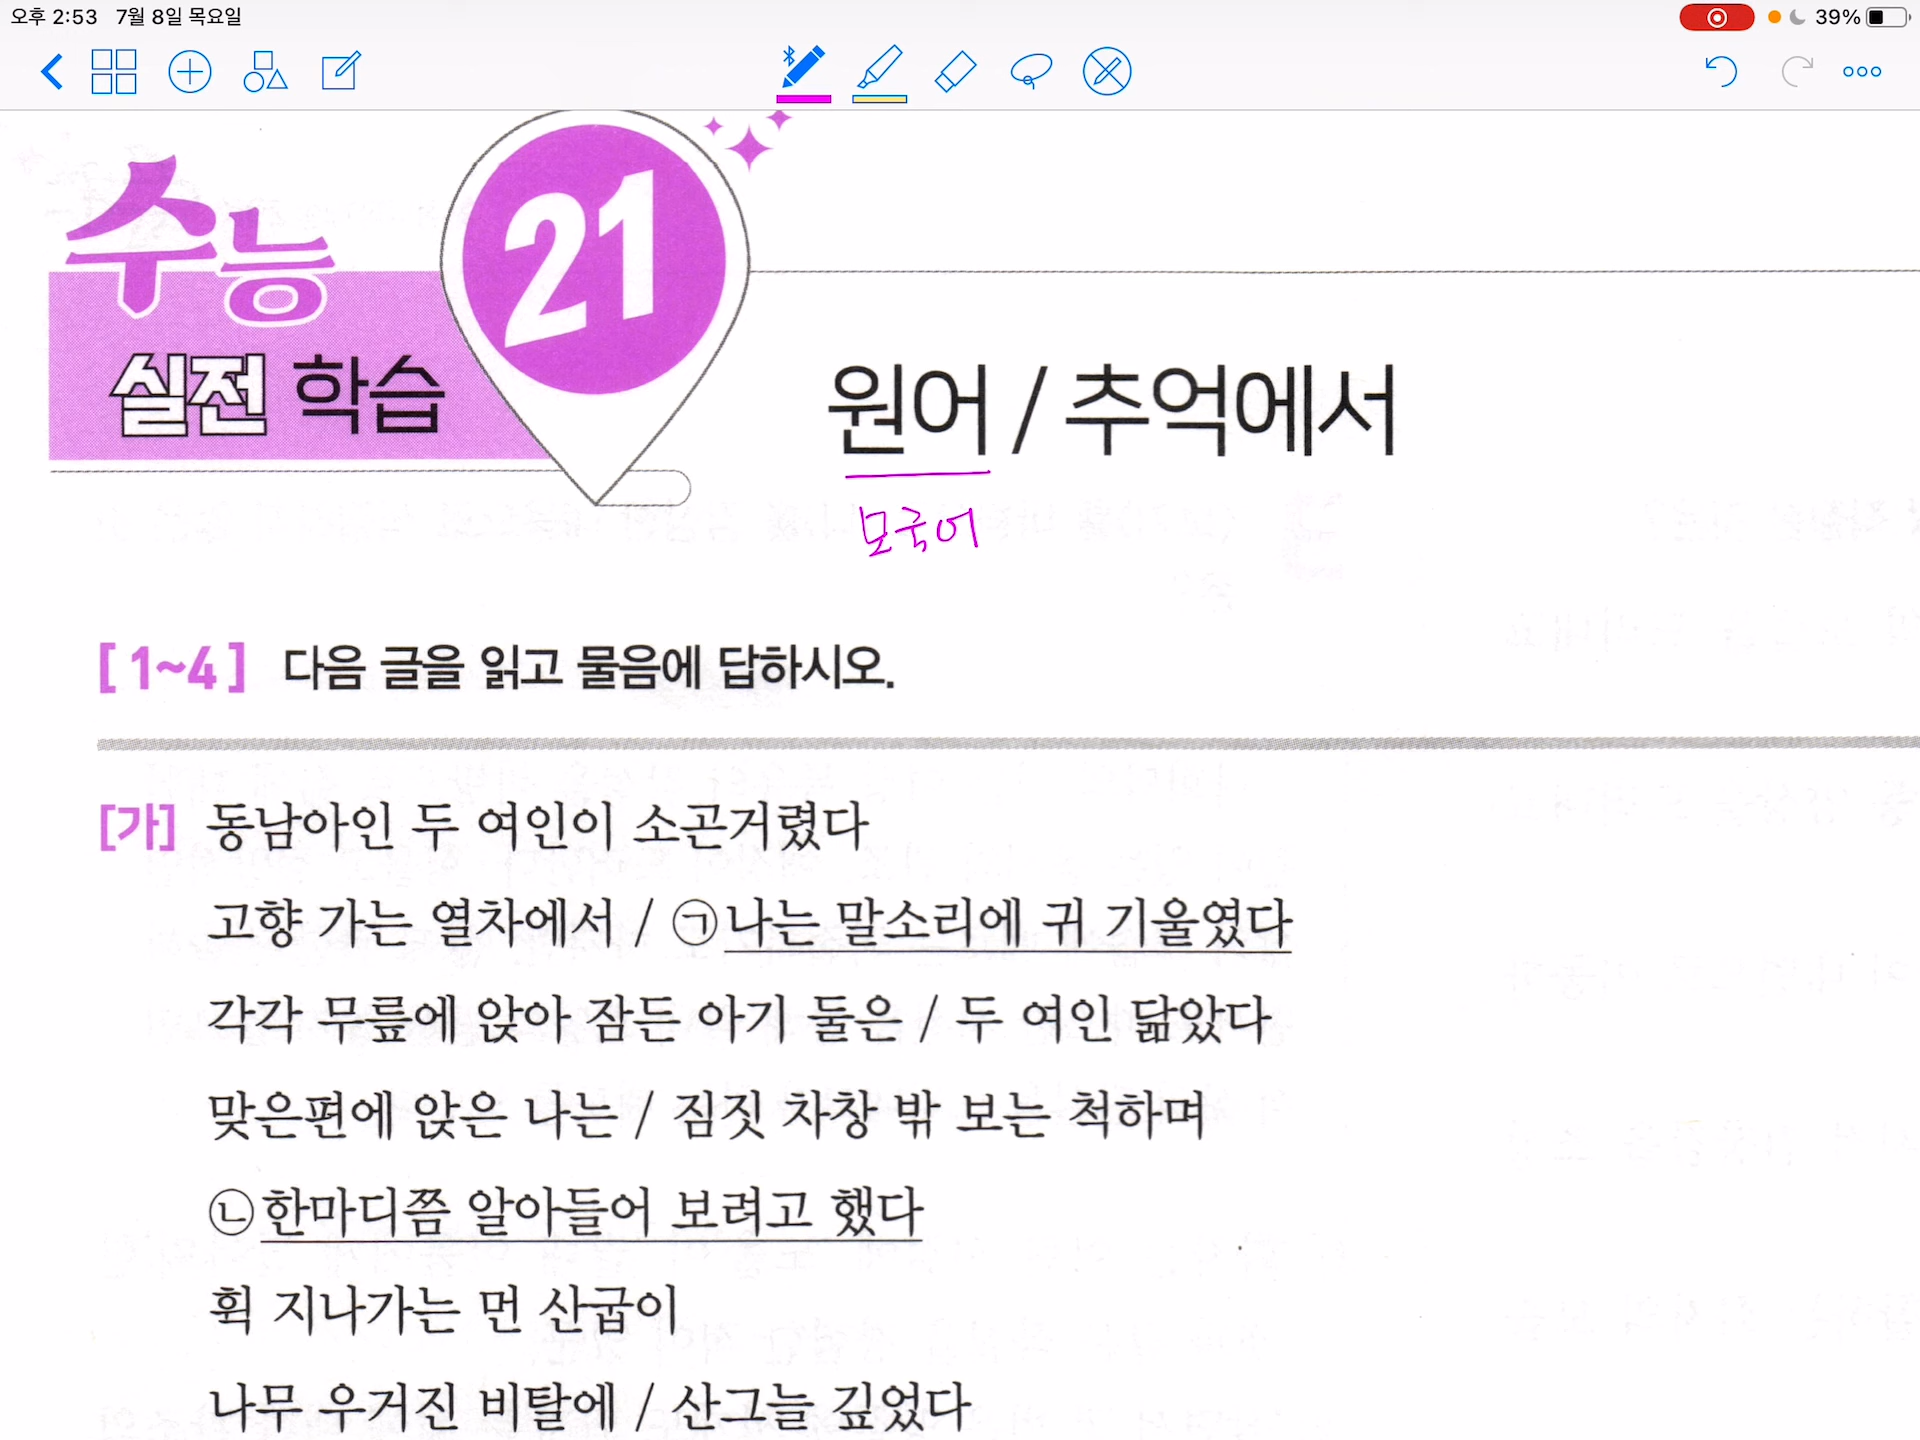 오후 2:53 7월 8일 목요일
39%
수능
21
실전 학습
원어 / 추억에서
모국어
[ 1~4 ] 다음 글을 읽고 물음에 답하시오.
[가] 동남아인 두 여인이 소곤거렸다
고향 가는 열차에서 / ㉠나는 말소리에 귀 기울였다
각각 무릎에 앉아 잠든 아기 둘은 / 두 여인 닮았다
맞은편에 앉은 나는 / 짐짓 차창 밖 보는 척하며
㉡한마디쯤 알아들어 보려고 했다
휙 지나가는 먼 산굽이
나무 우거진 비탈에 / 산그늘 깊었다